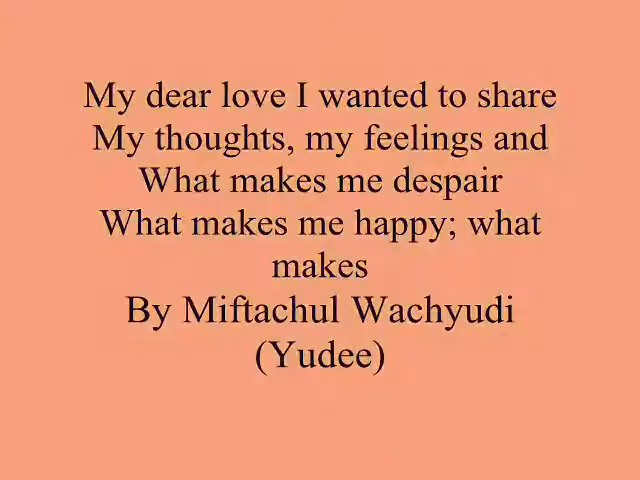 My dear love I wanted to share
My thoughts, my feelings and
What makes me despair
What makes me happy; what
makes
By Miftachul Wachyudi
(Yudee)